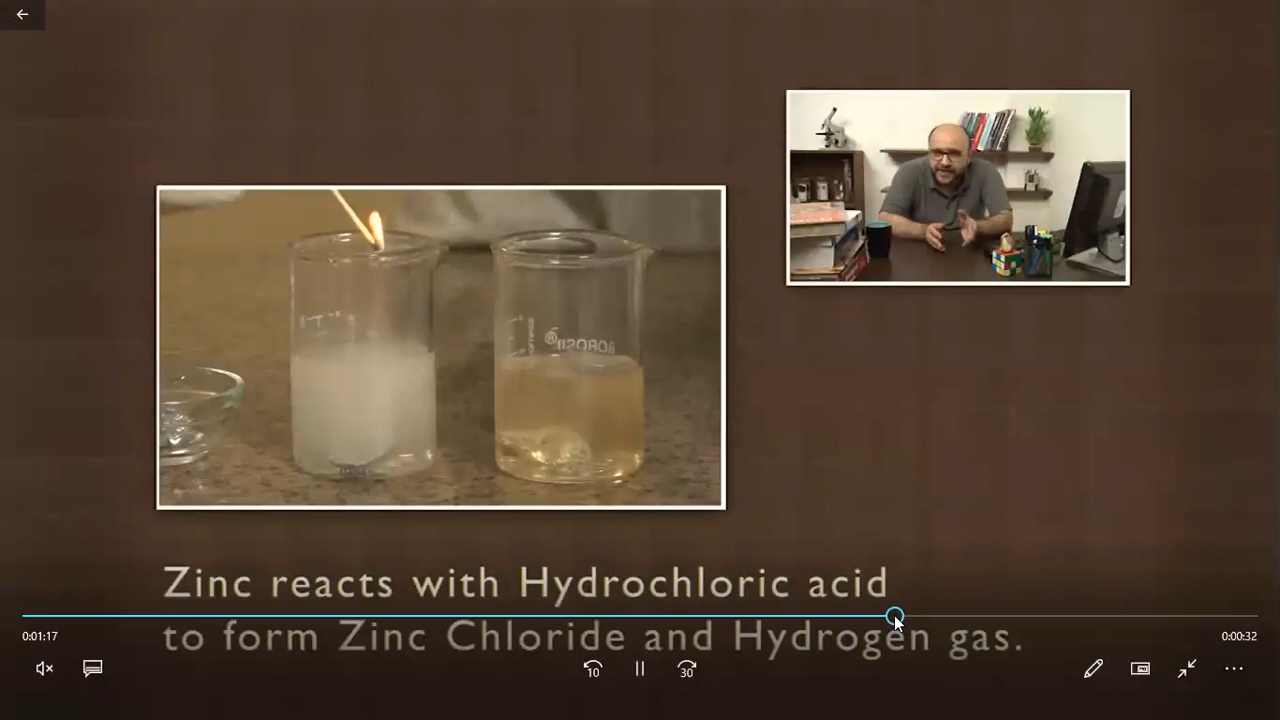 Zinc reacts with Hydrochloric acid
to form Zinc Chloride and Hydrogen gas.
0:01:17
0:00:32
10
30